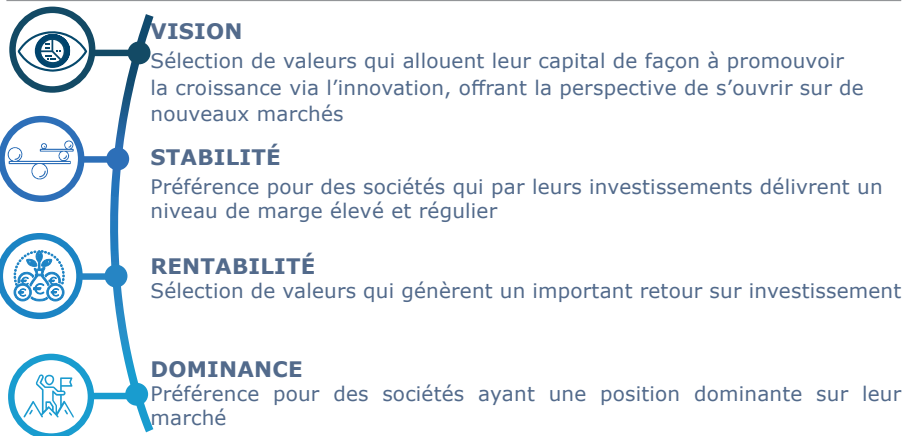 VISION
Sélection de valeurs qui allouent leur capital de façon à promouvoir
la croissance via l’innovation, offrant la perspective de s’ouvrir sur de
nouveaux marchés
STABILITÉ
Préférence pour des sociétés qui par leurs investissements délivrent un
niveau de marge élevé et régulier
RENTABILITÉ
Sélection de valeurs qui génèrent un important retour sur investissement
DOMINANCE
Préférence pour des sociétés ayant une position dominante sur leur
marché